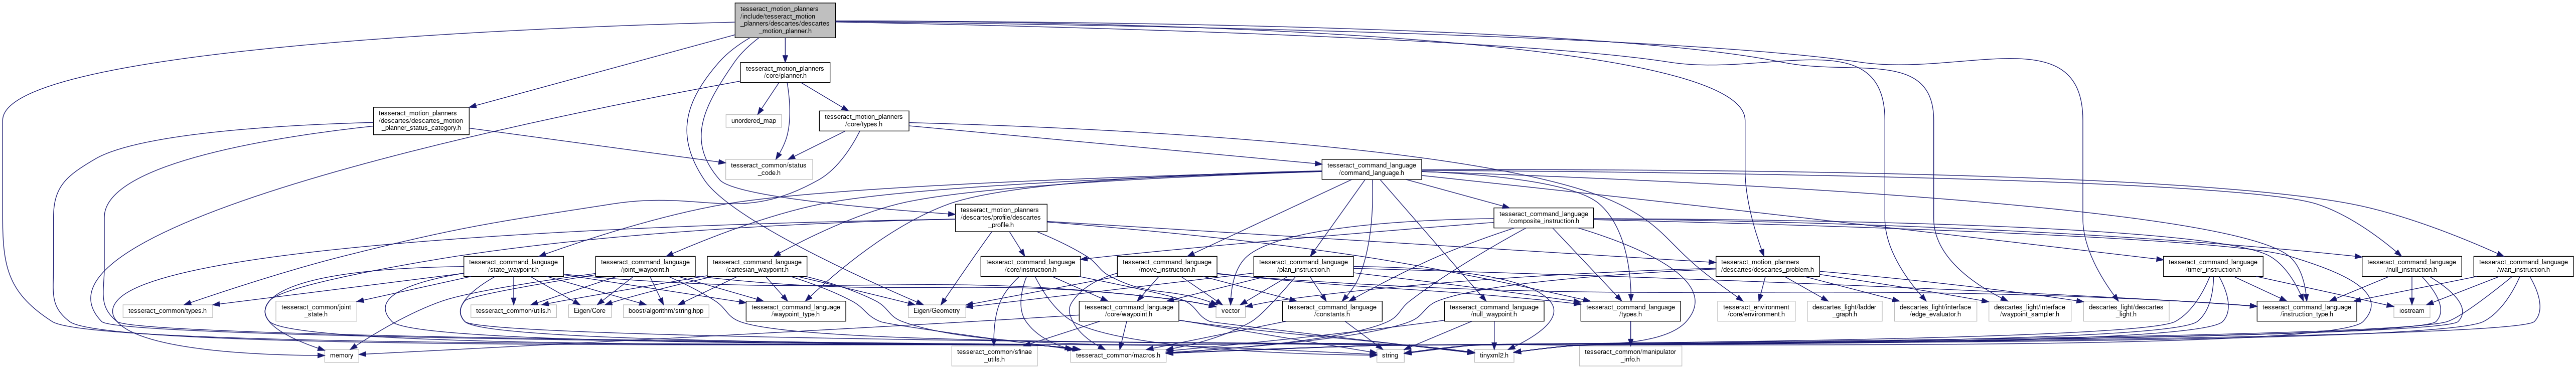 tesseract_motion_planners
/include/tesseract_motion
_planners/descartes/descartes
_motion_planner.h
tesseract_motion_planners
/core/planner.h
tesseract_motion_planners
/descartes/descartes_motion
_planner_status_category.h
unordered_map
tesseract_motion_planners
/core/types.h
tesseract_common/status
_code.h
tesseract_command_language
/command_language.h
tesseract_motion_planners
/descartes/profile/descartes
_profile.h
tesseract_command_language
/composite_instruction.h
tesseract_command_language
/state_waypoint.h
tesseract_command_language
/joint_waypoint.h
tesseract_command_language
/cartesian_waypoint.h
tesseract_command_language
/core/instruction.h
tesseract_command_language
/move_instruction.h
tesseract_command_language
/plan_instruction.h
tesseract_motion_planners
/descartes/descartes_problem.h
tesseract_command_language
/timer_instruction.h
tesseract_command_language
/null_instruction.h
tesseract_command_language
/wait_instruction.h
tesseract_common/types.h
tesseract_common/joint
_state.h
tesseract_common/utils.h
Eigen/Core
boost/algorithm/string.hpp
tesseract_command_language
/waypoint_type.h
Eigen/Geometry
tesseract_command_language
/core/waypoint.h
vector
tesseract_command_language
/constants.h
tesseract_command_language
/null_waypoint.h
tesseract_command_language
/types.h
tesseract_environment
/core/environment.h
descartes_light/ladder
_graph.h
descartes_light/interface
/edge_evaluator.h
descartes_light/interface
/waypoint_sampler.h
descartes_light/descartes
_light.h
tesseract_command_language
/instruction_type.h
iostream
memory
tesseract_common/sfinae
_utils.h
tesseract_common/macros.h
string
tinyxml2.h
tesseract_common/manipulator
_info.h